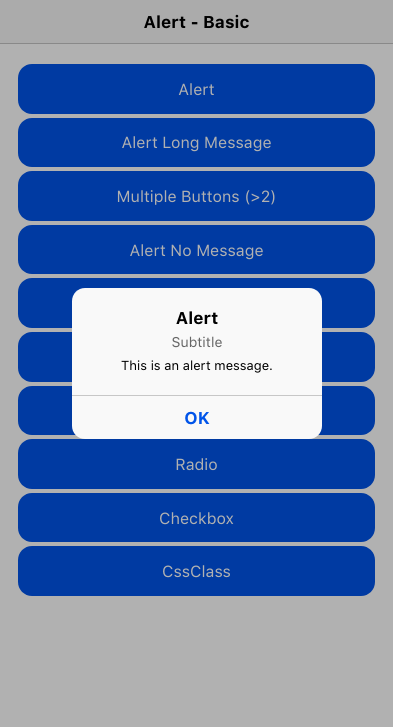 Alert - Basic
Alert
Alert Long Message
Multiple Buttons (>2)
Alert No Message
Alert
Subtitle
This is an alert message.
OK
Radio
Checkbox
CssClass